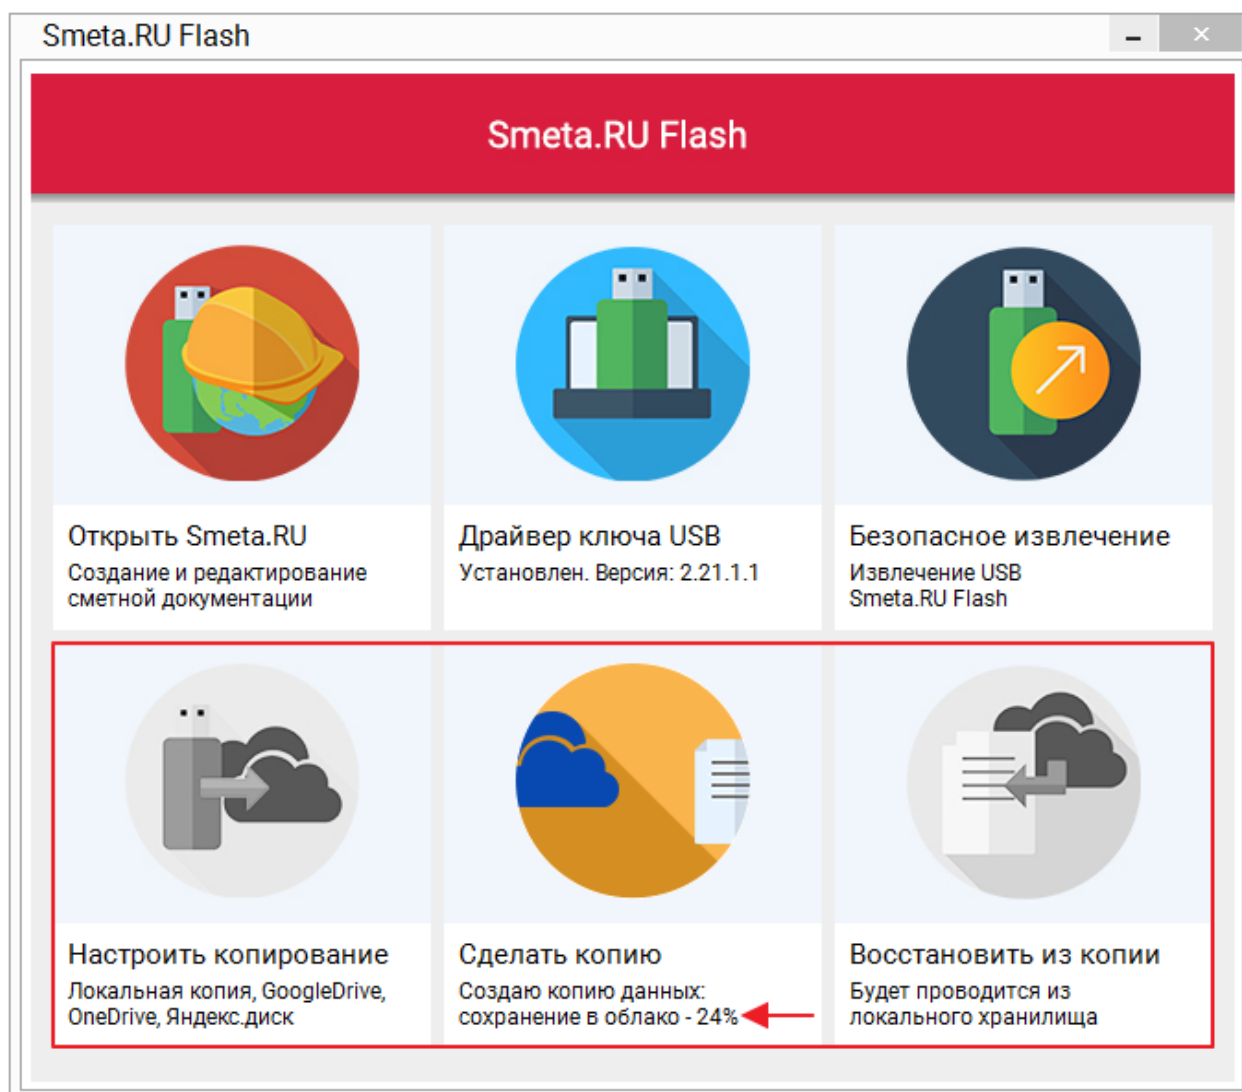 Smeta.RU Flash
Smeta.RU Flash
Открыть Smeta.RU
Создание и редактирование
сметной документации
Драйвер ключа USB
Установлен. Версия: 2.21.1.1
Безопасное извлечение
Извлечение USB
Smeta.RU Flash
Настроить копирование
Локальная копия, GoogleDrive,
OneDrive, Яндекс.диск
Сделать копию
Создаю копию данных:
сохранение в облако - 24%
Восстановить из копии
Будет проводится из
локального хранилища